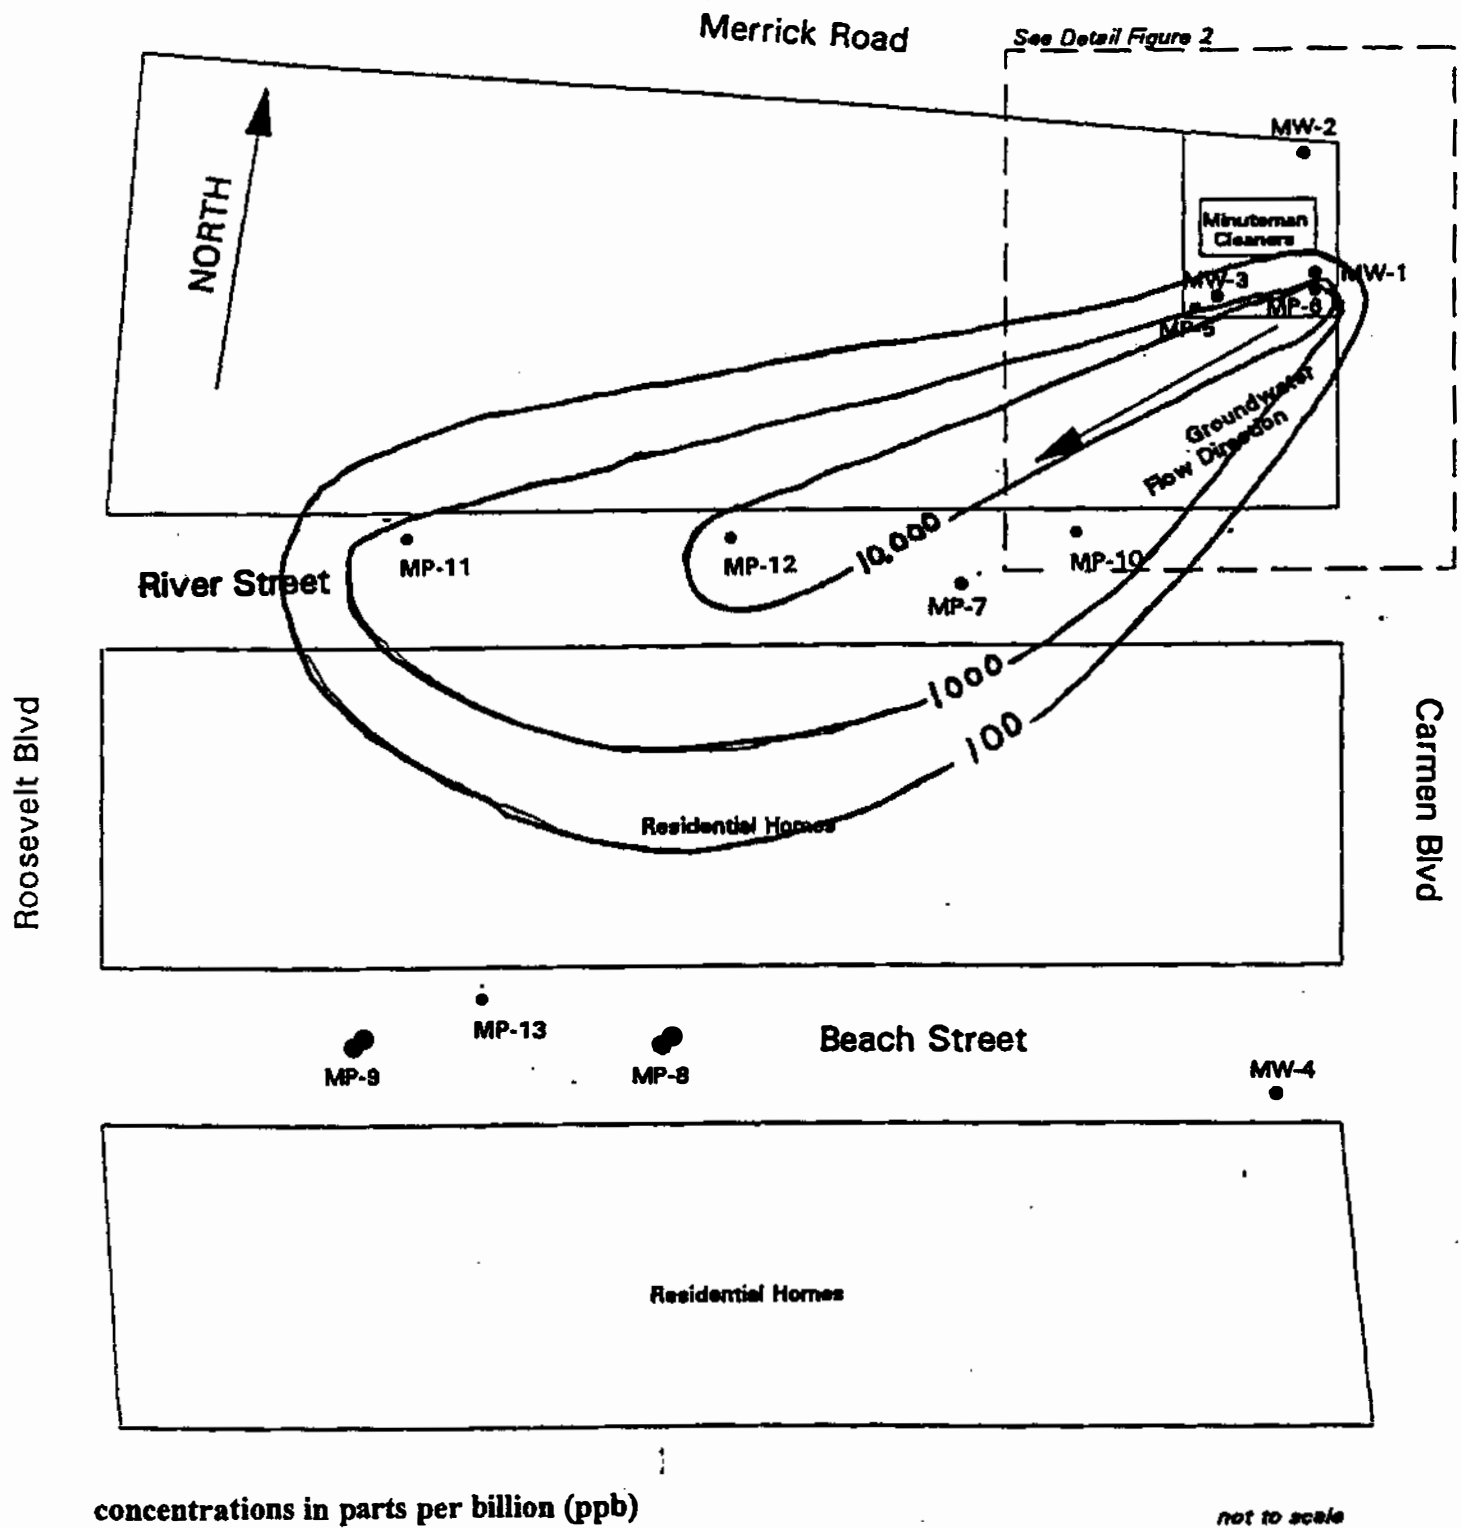 Merrick Road
See Detail Figure 2
MW-2
NORTH
Minuteman
Cleaners
MW-1
MW-3
MP-6
MP-5
Groundwater
Flow Direction
10,000
MP-11
MP-12
MP-10
River Street
MP-7
1000
100
Roosevelt Blvd
Carmen Blvd
Residential Homes
MP-13
Beach Street
MP-9
MP-8
MW-4
Residential Homes
concentrations in parts per billion (ppb)
not to scale